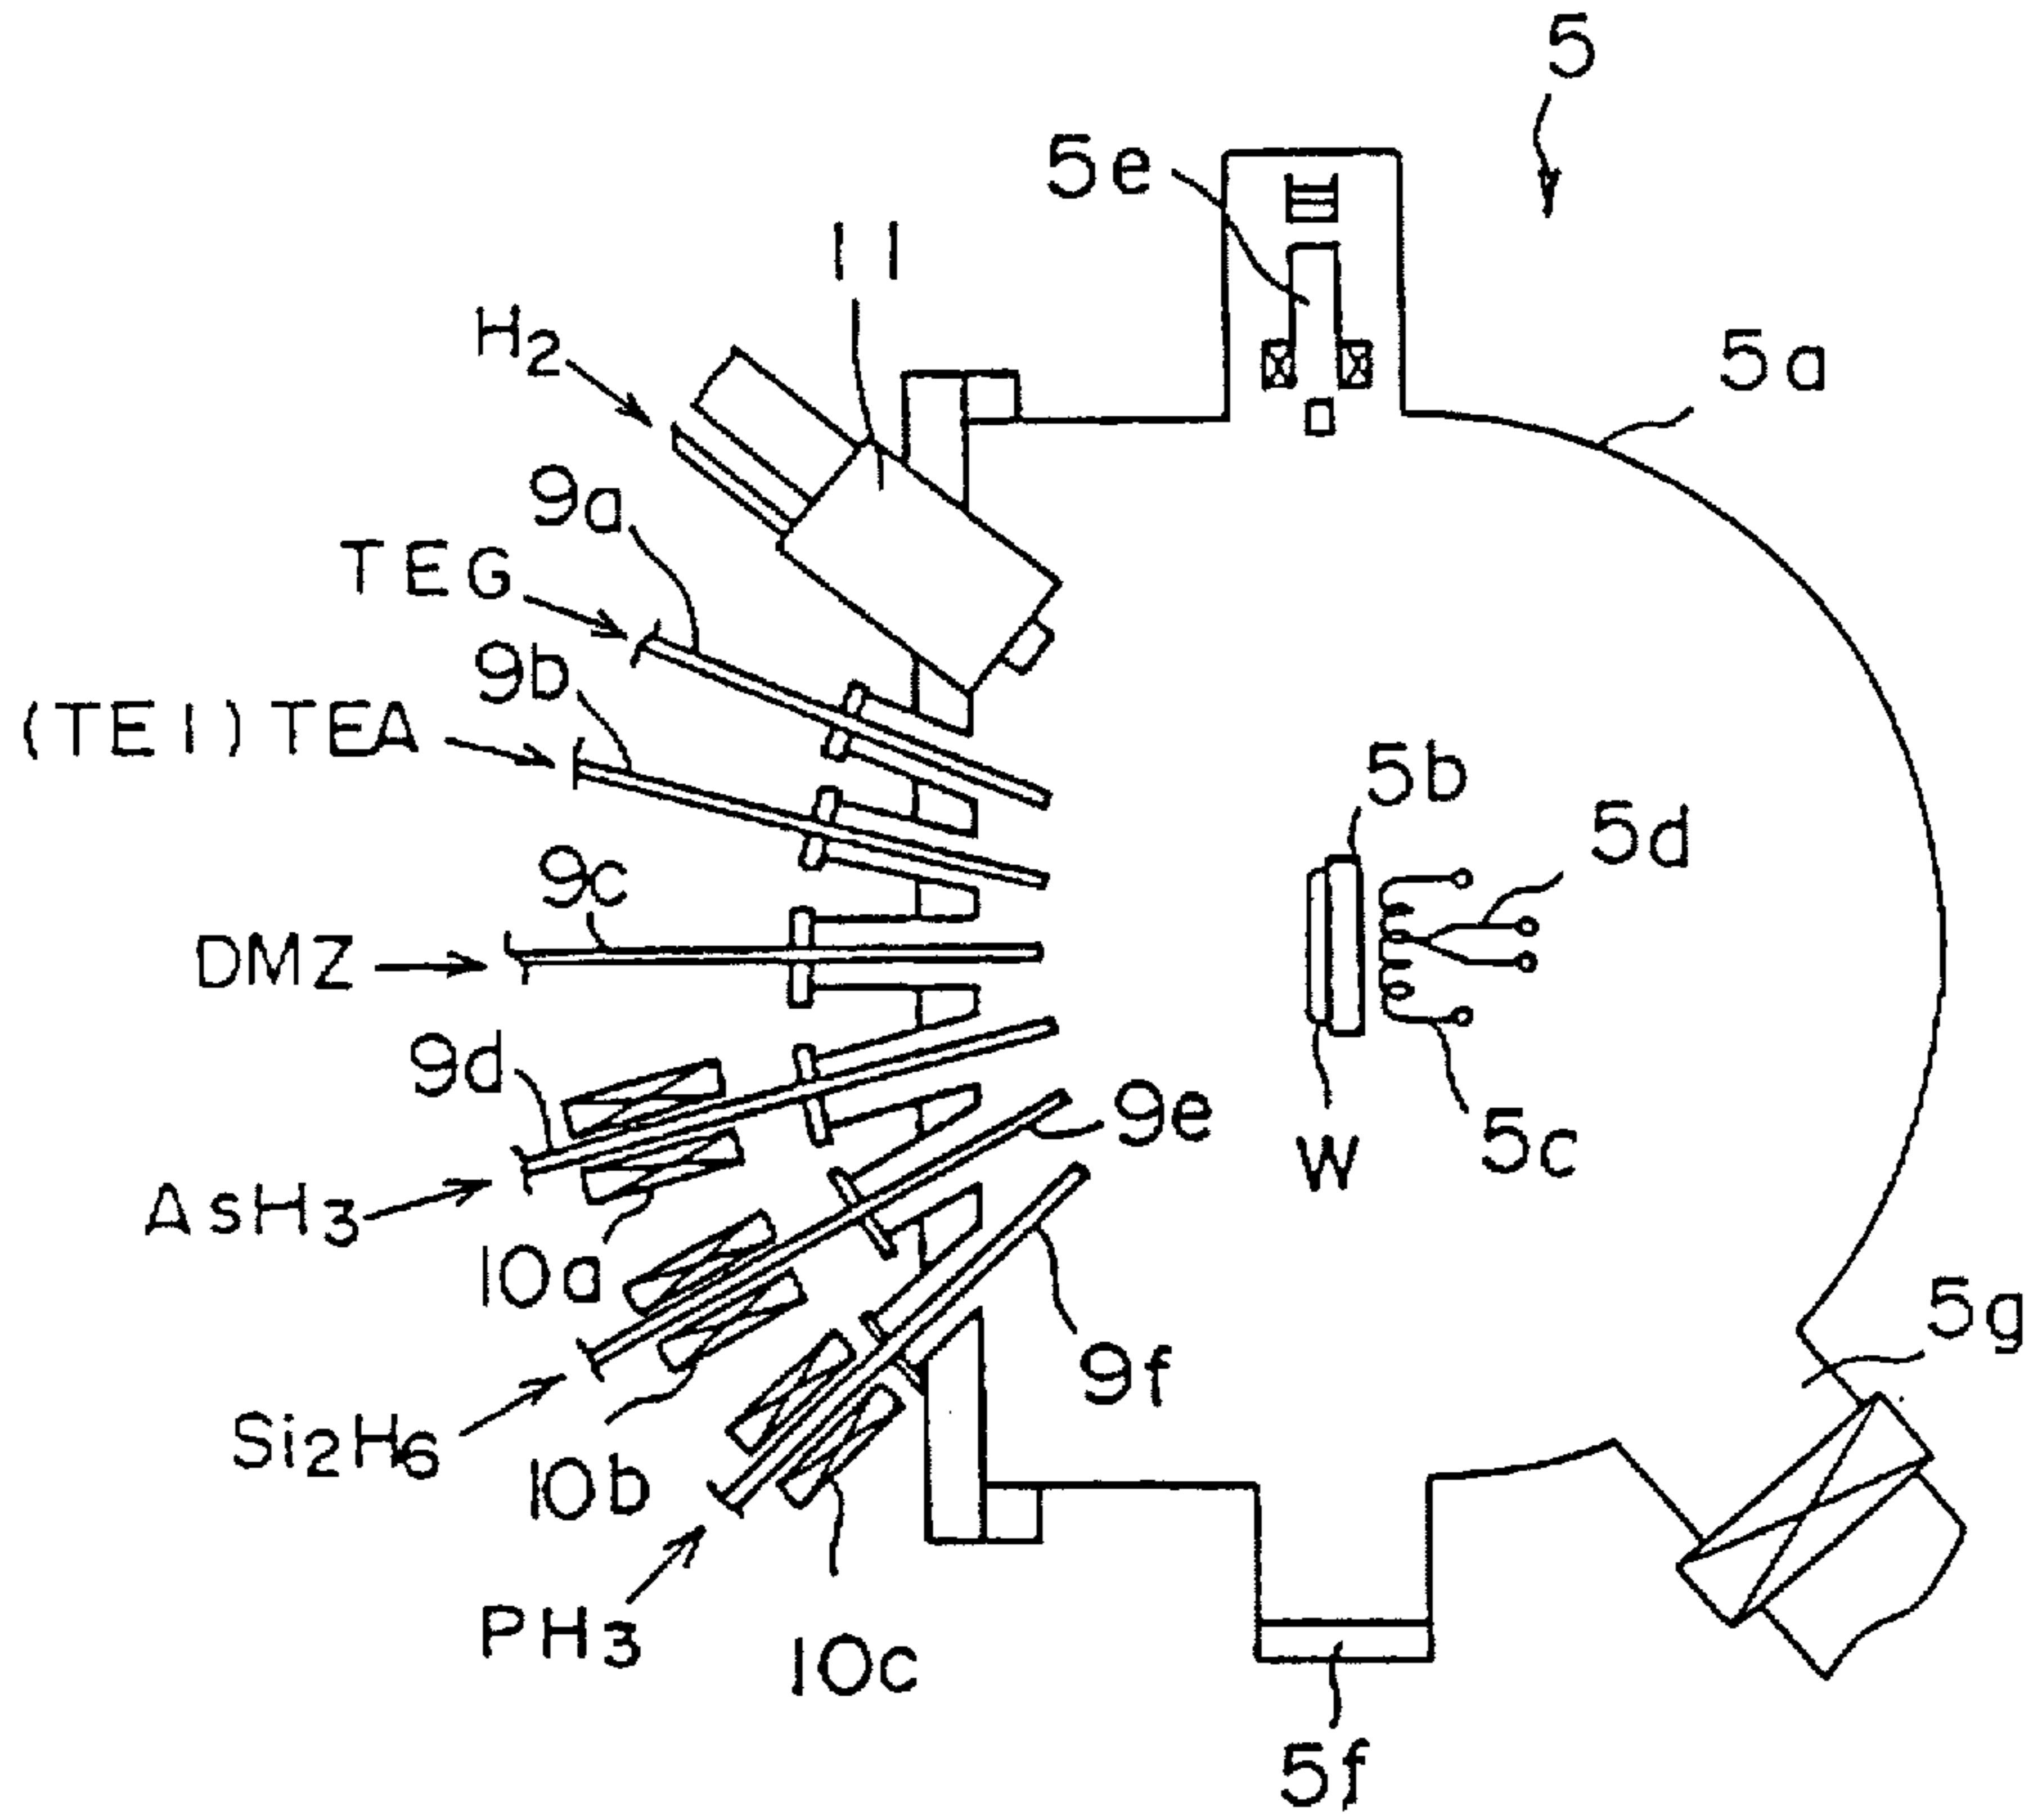 5
5e
11
H2
5a
9a
TEG
9b
(TEI)TEA
5b
5d
9c
DMZ
9d
9e
W
5c
AsH3
10a
5g
9f
Si2H6
10b
PH3
10c
5f